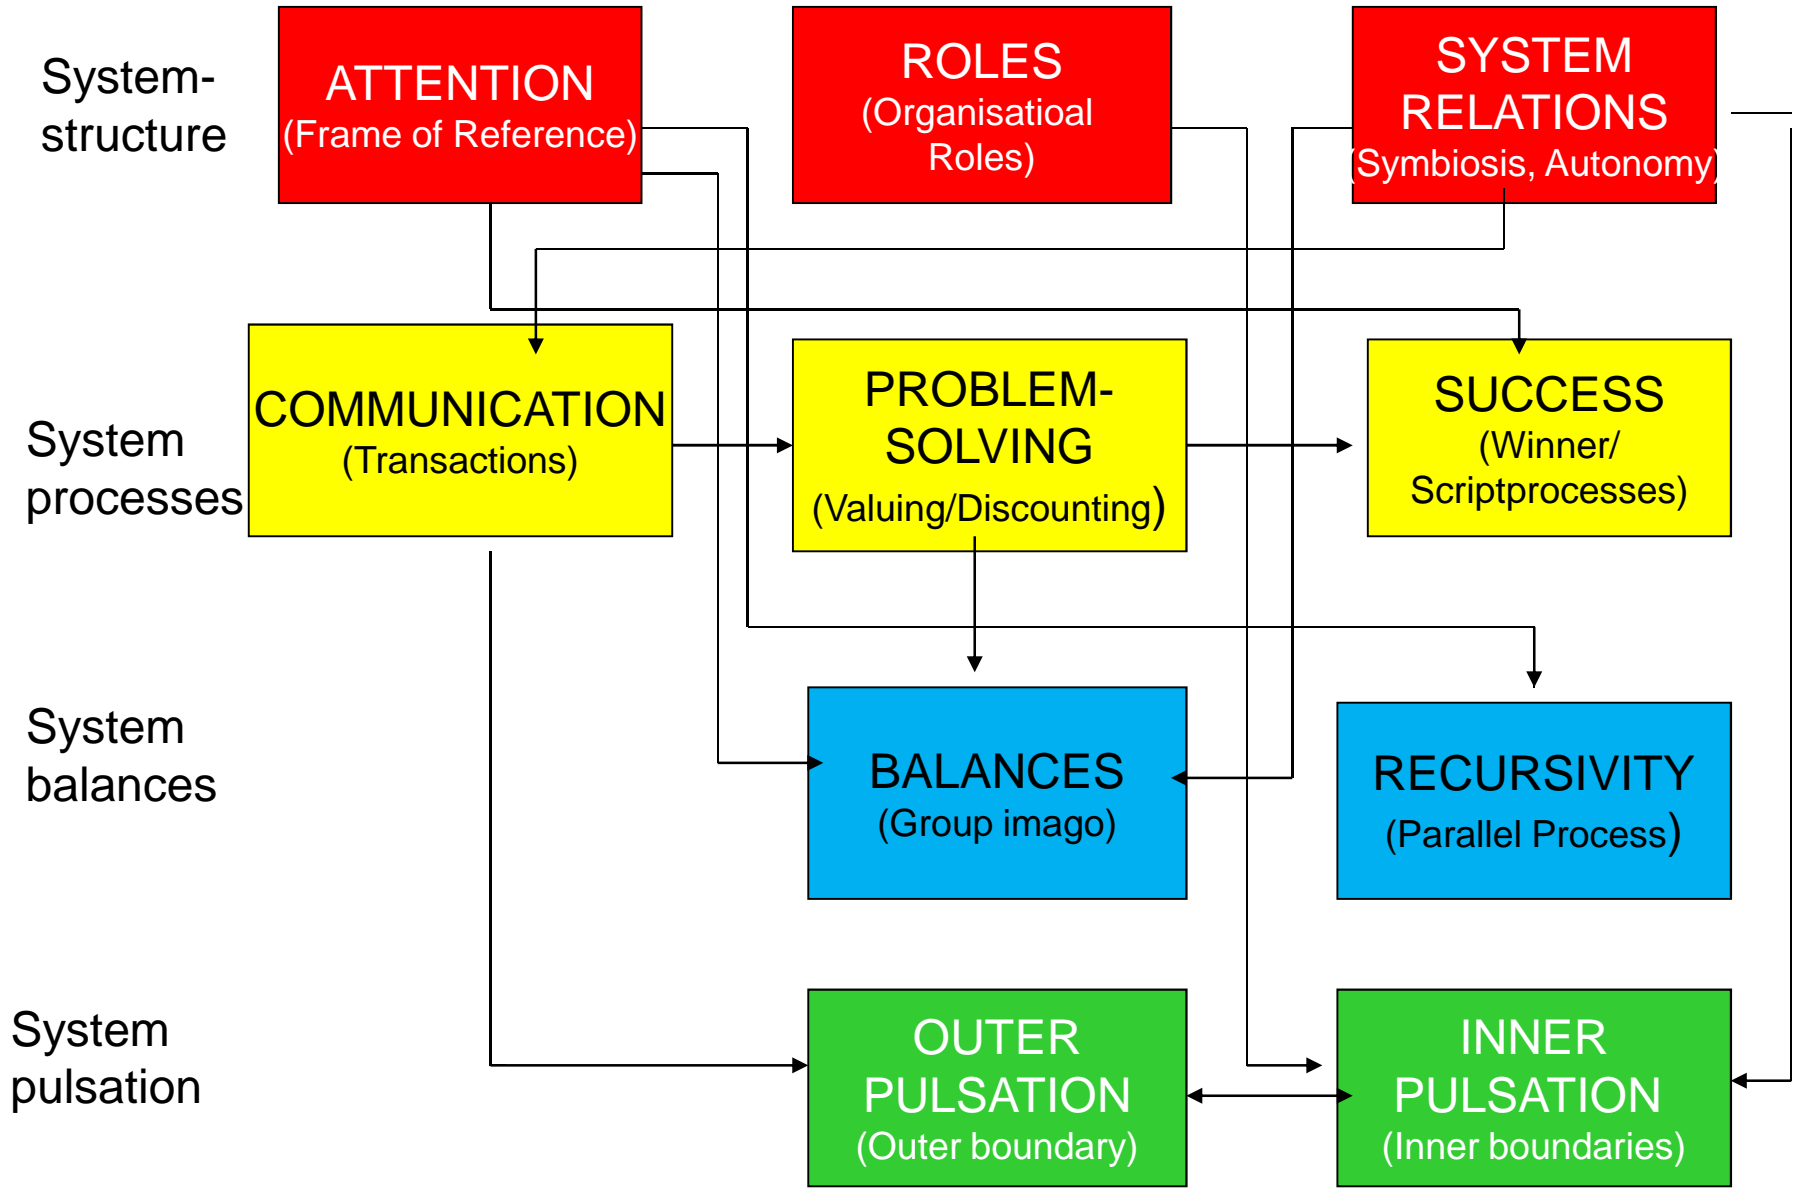 System-
structure
ATTENTION
(Frame of Reference)
ROLES
(Organisatioal
Roles)
SYSTEM
RELATIONS
(Symbiosis, Autonomy)
System
processes
COMMUNICATION
(Transactions)
PROBLEM-
SOLVING
(Valuing/Discounting)
SUCCESS
(Winner/
Scriptprocesses)
System
balances
BALANCES
(Group imago)
RECURSIVITY
(Parallel Process)
System
pulsation
OUTER
PULSATION
(Outer boundary)
INNER
PULSATION
(Inner boundaries)